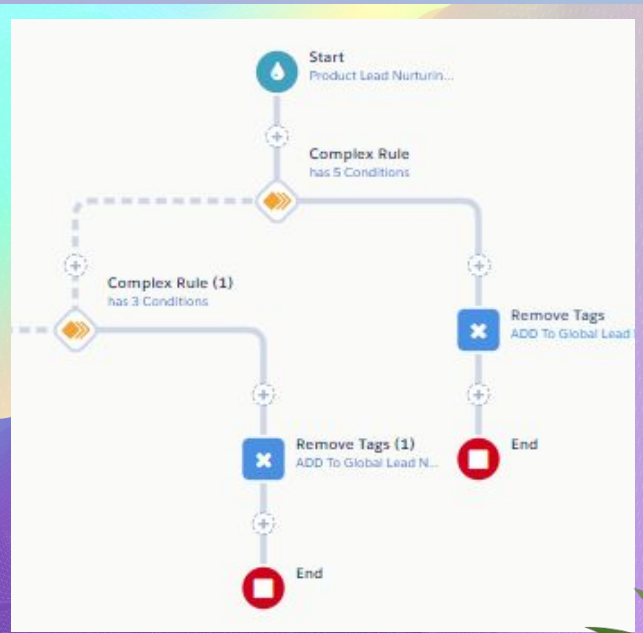 Start
Product Lead Nurturin...
Complex Rule
has 5 Conditions
Complex Rule (1)
has 3 Conditions
Remove Tags
ADD To Global Lead
Remove Tags (1)
ADD To Global Lead N...
End
End